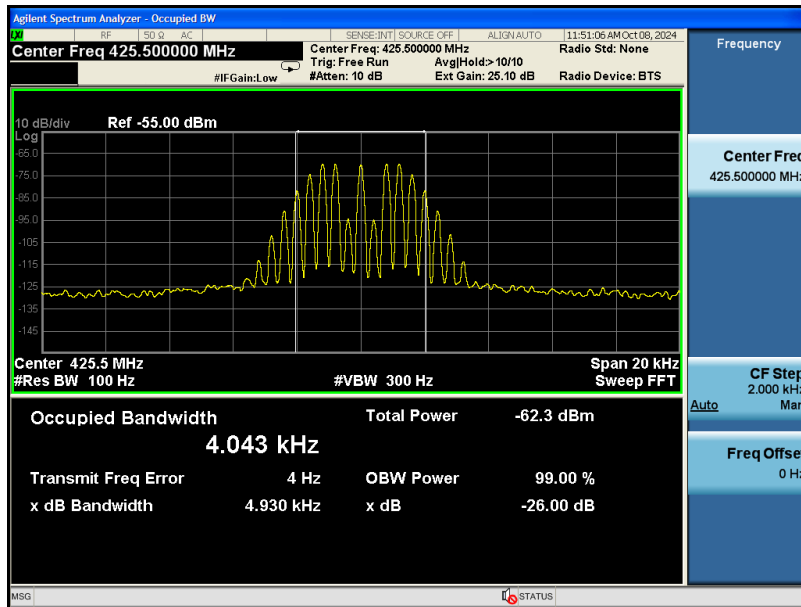 Agilent Spectrum Analyzer - Occupied BW
LXI RF 50 Ω AC SENSE:INT SOURCE OFF ALIGN AUTO 11:51:06 AM Oct 08, 2024
Center Freq 425.500000 MHz
Center Freq: 425.500000 MHz Radio Std: None
Trig: Free Run Avg|Hold:>10/10
#IFGain:Low #Atten: 10 dB Ext Gain: 25.10 dB Radio Device: BTS
10 dB/div Ref -55.00 dBm
Log
-65.0
-75.0
-85.0
-95.0
-105
-115
-125
-135
-145
Center 425.5 MHz Span 20 kHz
#Res BW 100 Hz #VBW 300 Hz Sweep FFT
Occupied Bandwidth Total Power -62.3 dBm
4.043 kHz
Transmit Freq Error 4 Hz OBW Power 99.00 %
x dB Bandwidth 4.930 kHz x dB -26.00 dB
MSG STATUS
Frequency
Center Freq
425.500000 MHz
CF Step
2.000 kHz
Auto Man
Freq Offset
0 Hz